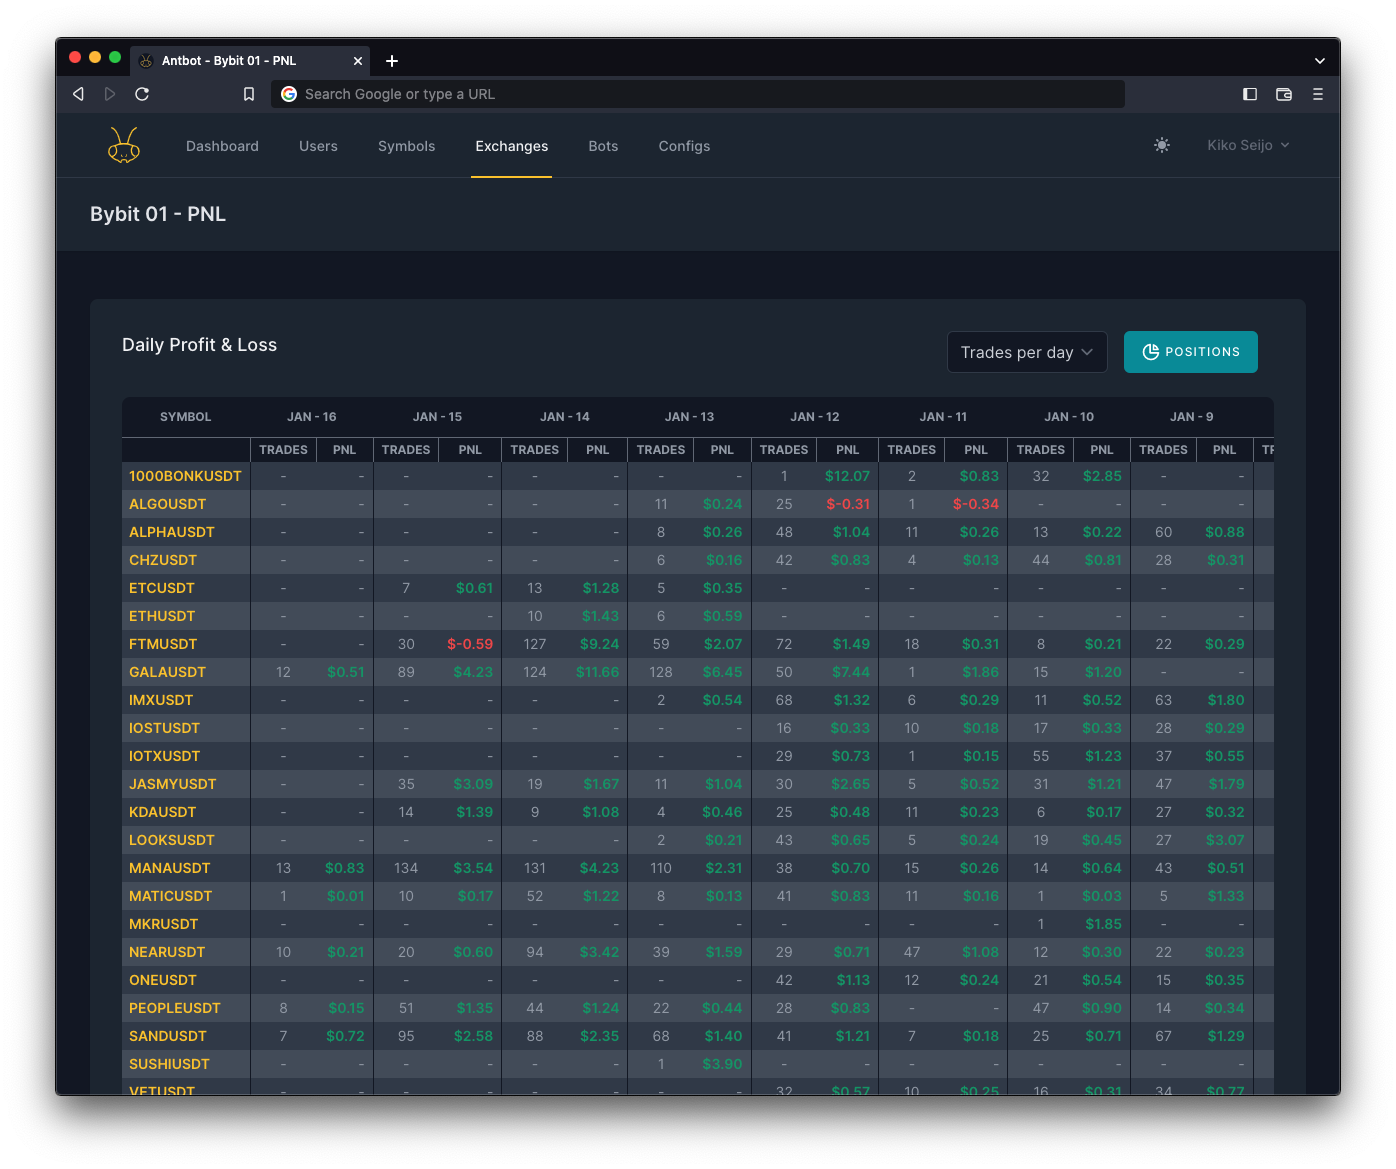 Antbot - Bybit 01 - PNL
Search Google or type a URL
Dashboard Users Symbols Exchanges Bots Configs Kiko Seijo
Bybit 01 - PNL
Daily Profit & Loss
Trades per day
POSITIONS
SYMBOL JAN - 16 JAN - 15 JAN - 14 JAN - 13 JAN - 12 JAN - 11 JAN - 10 JAN - 9
TRADES PNL TRADES PNL TRADES PNL TRADES PNL TRADES PNL TRADES PNL TRADES PNL TRADES PNL TR
1000BONKUSDT - - - - - - - - 1 $12.07 2 $0.83 32 $2.85 - -
ALGOUSDT - - - - - - 11 $0.24 25 $-0.31 1 $-0.34 - - - -
ALPHAUSDT - - - - - - 8 $0.26 48 $1.04 11 $0.26 13 $0.22 60 $0.88
CHZUSDT - - - - - - 6 $0.16 42 $0.83 4 $0.13 44 $0.81 28 $0.31
ETCUSDT - - 7 $0.61 13 $1.28 5 $0.35 - - - - - - - -
ETHUSDT - - - - 10 $1.43 6 $0.59 - - - - - - - -
FTMUSDT - - 30 $-0.59 127 $9.24 59 $2.07 72 $1.49 18 $0.31 8 $0.21 22 $0.29
GALAUSDT 12 $0.51 89 $4.23 124 $11.66 128 $6.45 50 $7.44 1 $1.86 15 $1.20 - -
IMXUSDT - - - - - - 2 $0.54 68 $1.32 6 $0.29 11 $0.52 63 $1.80
IOSTUSDT - - - - - - - - 16 $0.33 10 $0.18 17 $0.33 28 $0.29
IOTXUSDT - - - - - - - - 29 $0.73 1 $0.15 55 $1.23 37 $0.55
JASMYUSDT - - 35 $3.09 19 $1.67 11 $1.04 30 $2.65 5 $0.52 31 $1.21 47 $1.79
KDAUSDT - - 14 $1.39 9 $1.08 4 $0.46 25 $0.48 11 $0.23 6 $0.17 27 $0.32
LOOKSUSDT - - - - - - 2 $0.21 43 $0.65 5 $0.24 19 $0.45 27 $3.07
MANAUSDT 13 $0.83 134 $3.54 131 $4.23 110 $2.31 38 $0.70 15 $0.26 14 $0.64 43 $0.51
MATICUSDT 1 $0.01 10 $0.17 52 $1.22 8 $0.13 41 $0.83 11 $0.16 1 $0.03 5 $1.33
MKRUSDT - - - - - - - - - - - - 1 $1.85 - -
NEARUSDT 10 $0.21 20 $0.60 94 $3.42 39 $1.59 29 $0.71 47 $1.08 12 $0.30 22 $0.23
ONEUSDT - - - - - - - - 42 $1.13 12 $0.24 21 $0.54 15 $0.35
PEOPLEUSDT 8 $0.15 51 $1.35 44 $1.24 22 $0.44 28 $0.83 - - 47 $0.90 14 $0.34
SANDUSDT 7 $0.72 95 $2.58 88 $2.35 68 $1.40 41 $1.21 7 $0.18 25 $0.71 67 $1.29
SUSHIUSDT - - - - - - 1 $3.90 - - - - - - - -
VETUSDT - - - - - - - - 32 $0.57 10 $0.25 16 $0.31 34 $0.77